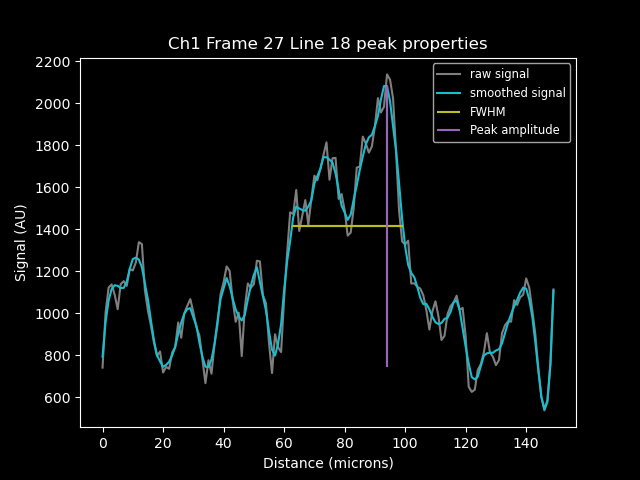 Ch1 Frame 27 Line 18 peak properties
raw signal
smoothed signal
FWHM
Peak amplitude
Signal (AU)
2200
2000
1800
1600
1400
1200
1000
800
600
0 20 40 60 80 100 120 140
Distance (microns)